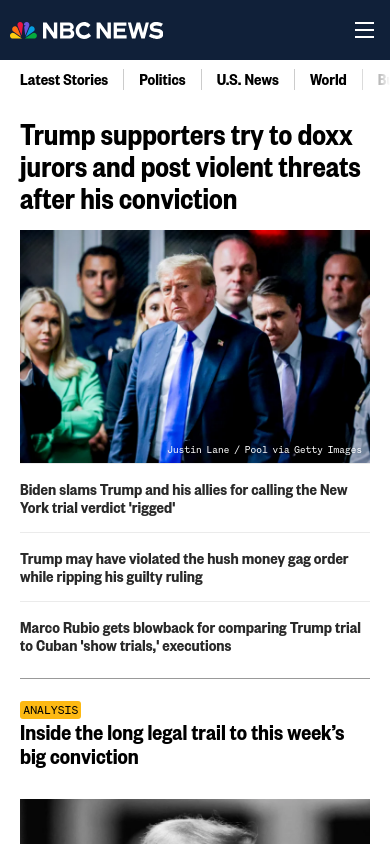 NBC NEWS
Latest Stories
Politics
U.S. News
World
Trump supporters try to doxx
jurors and post violent threats
after his conviction
Justin Lane / Pool via Getty Images
Biden slams Trump and his allies for calling the New
York trial verdict 'rigged'
Trump may have violated the hush money gag order
while ripping his guilty ruling
Marco Rubio gets blowback for comparing Trump trial
to Cuban 'show trials,' executions
ANALYSIS
Inside the long legal trail to this week’s
big conviction